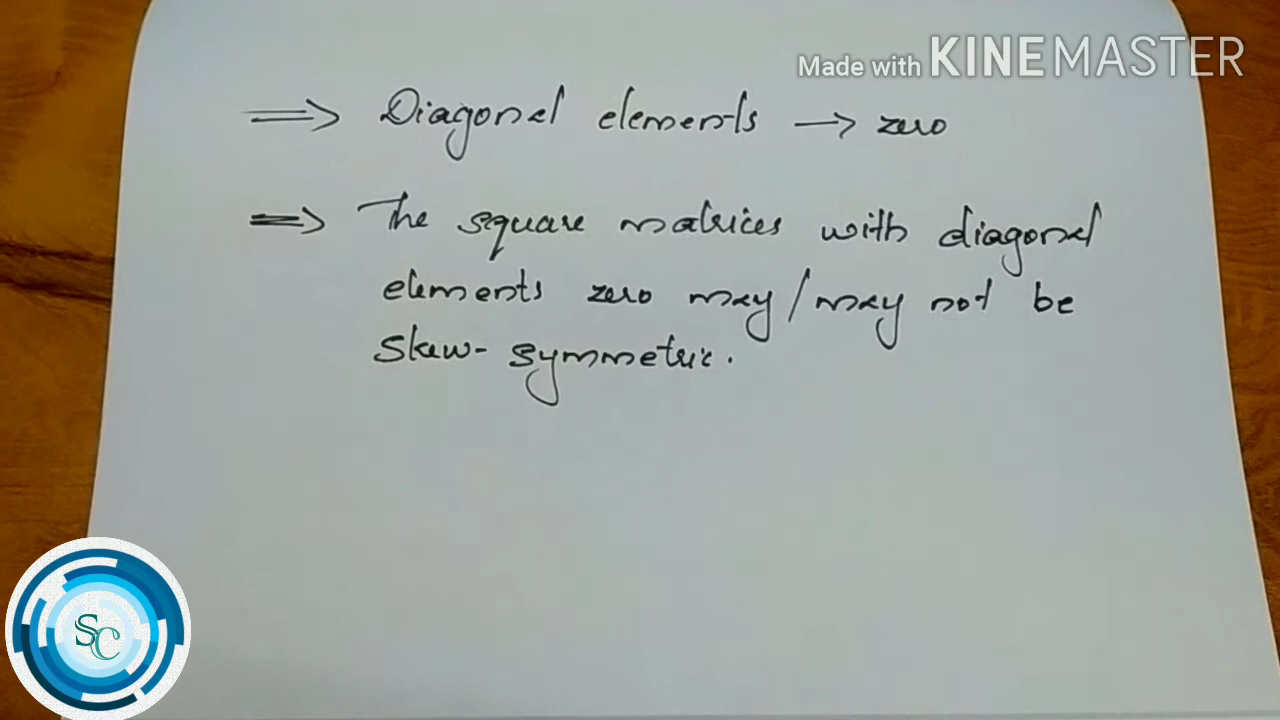 Made with KINEMASTER
⟹ Diagonal elements → zero
⟹ The square matrices with diagonal
elements zero may/may not be
Skew-symmetric.
SC